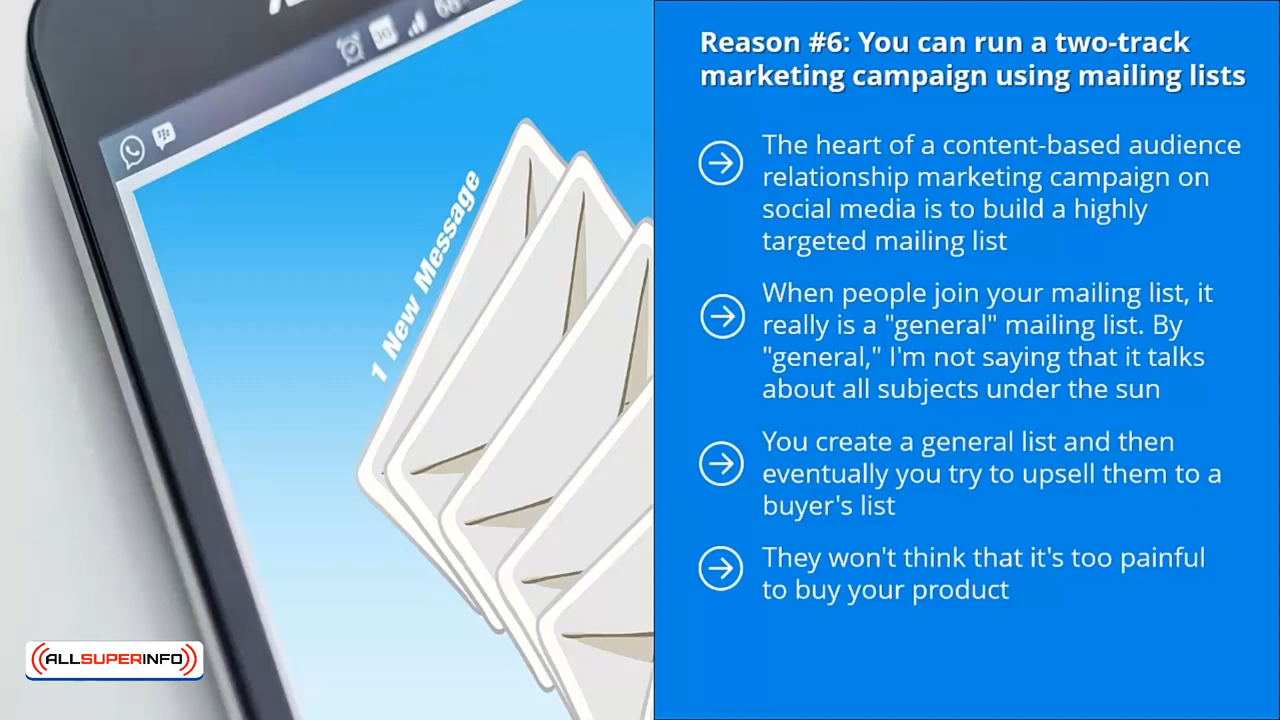 Reason #6: You can run a two-track
marketing campaign using mailing lists
The heart of a content-based audience
relationship marketing campaign on
social media is to build a highly
targeted mailing list
When people join your mailing list, it
really is a "general" mailing list. By
"general," I'm not saying that it talks
about all subjects under the sun
You create a general list and then
eventually you try to upsell them to a
buyer's list
They won't think that it's too painful
to buy your product
1 New Message
ALLSUPERINFO